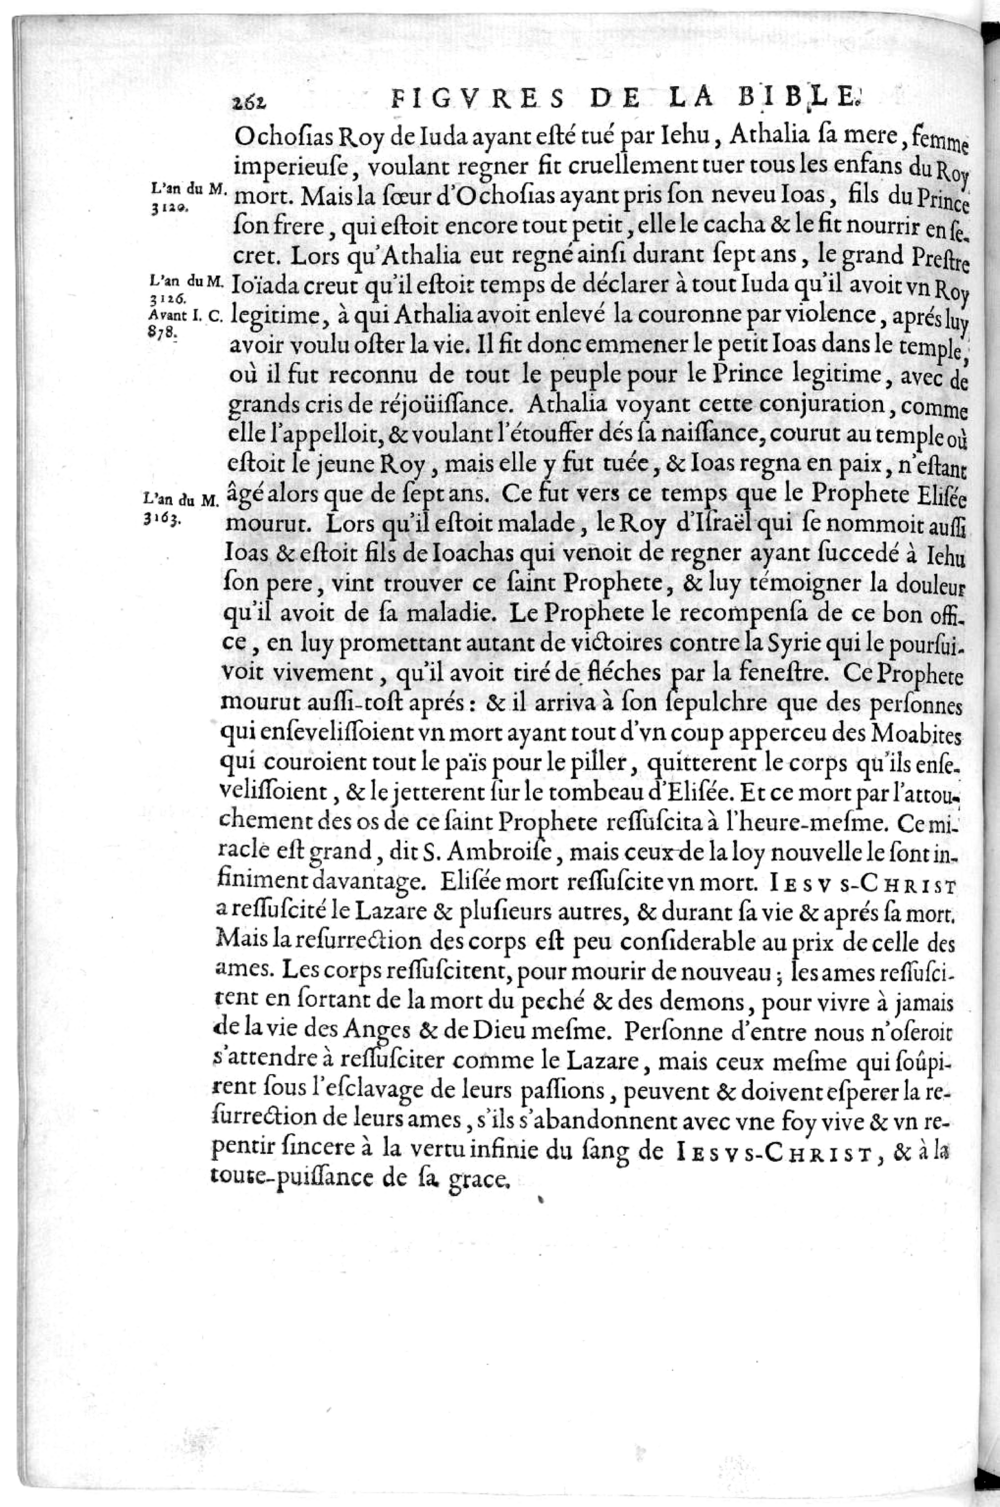 262 FIGVRES DE LA BIBLE.
Ochoſias Roy de Iuda ayant eſté tué par Iehu, Athalia ſa mere, femme
imperieuſe, voulant regner fit cruellement tuer tous les enfans du Roy
L'an du M.
3120.
mort. Mais la ſœur d'Ochoſias ayant pris ſon neveu Ioas, fils du Prince
ſon frere, qui eſtoit encore tout petit, elle le cacha & le fit nourrir en ſe-
cret. Lors qu'Athalia eut regné ainſi durant ſept ans, le grand Preſtre
L'an du M.
3126.
Avant I. C.
878.
Ioïada creut qu'il eſtoit temps de déclarer à tout Iuda qu'il avoit vn Roy
legitime, à qui Athalia avoit enlevé la couronne par violence, aprés luy
avoir voulu oſter la vie. Il fit donc emmener le petit Ioas dans le temple,
où il fut reconnu de tout le peuple pour le Prince legitime, avec de
grands cris de réjoüiſſance. Athalia voyant cette conjuration, comme
elle l'appelloit, & voulant l'étouffer dés ſa naiſſance, courut au temple où
eſtoit le jeune Roy, mais elle y fut tuée, & Ioas regna en paix, n'eſtant
L'an du M.
3163.
âgé alors que de ſept ans. Ce fut vers ce temps que le Prophete Eliſée
mourut. Lors qu'il eſtoit malade, le Roy d'Iſraël qui ſe nommoit auſſi
Ioas & eſtoit fils de Ioachas qui venoit de regner ayant ſuccedé à Iehu
ſon pere, vint trouver ce ſaint Prophete, & luy témoigner la douleur
qu'il avoit de ſa maladie. Le Prophete le recompenſa de ce bon offi-
ce, en luy promettant autant de victoires contre la Syrie qui le pourſui-
voit vivement, qu'il avoit tiré de fléches par la feneſtre. Ce Prophete
mourut auſſi-toſt aprés: & il arriva à ſon ſepulchre que des perſonnes
qui enſeveliſſoient vn mort ayant tout d'vn coup apperceu des Moabites
qui couroient tout le païs pour le piller, quitterent le corps qu'ils enſe-
veliſſoient, & le jetterent ſur le tombeau d'Eliſée. Et ce mort par l'attou-
chement des os de ce ſaint Prophete reſſuſcita à l'heure-meſme. Ce mi-
racle eſt grand, dit S. Ambroiſe, mais ceux de la loy nouvelle le ſont in-
finiment davantage. Eliſée mort reſſuſcite vn mort. IESVS-CHRIST
a reſſuſcité le Lazare & pluſieurs autres, & durant ſa vie & aprés ſa mort.
Mais la reſurrection des corps eſt peu conſiderable au prix de celle des
ames. Les corps reſſuſcitent, pour mourir de nouveau; les ames reſſuſci-
tent en ſortant de la mort du peché & des demons, pour vivre à jamais
de la vie des Anges & de Dieu meſme. Perſonne d'entre nous n'oſeroit
s'attendre à reſſuſciter comme le Lazare, mais ceux meſme qui ſoûpi-
rent ſous l'eſclavage de leurs paſſions, peuvent & doivent eſperer la re-
ſurrection de leurs ames, s'ils s'abandonnent avec vne foy vive & vn re-
pentir ſincere à la vertu infinie du ſang de IESVS-CHRIST, & à la
toute-puiſſance de ſa grace.